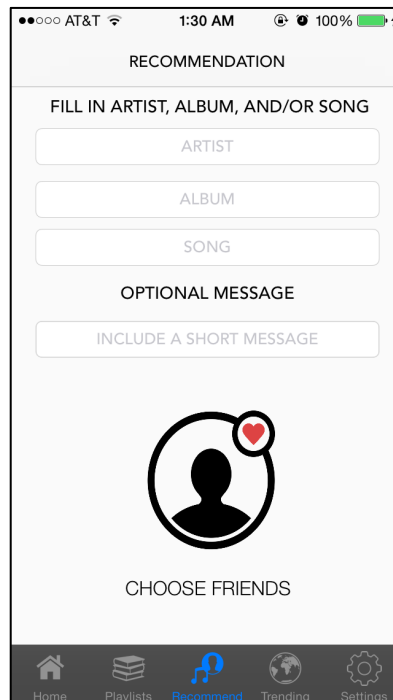 AT&T 1:30 AM 100%
RECOMMENDATION
FILL IN ARTIST, ALBUM, AND/OR SONG
ARTIST
ALBUM
SONG
OPTIONAL MESSAGE
INCLUDE A SHORT MESSAGE
CHOOSE FRIENDS
Home Playlists Recommend Trending Settings